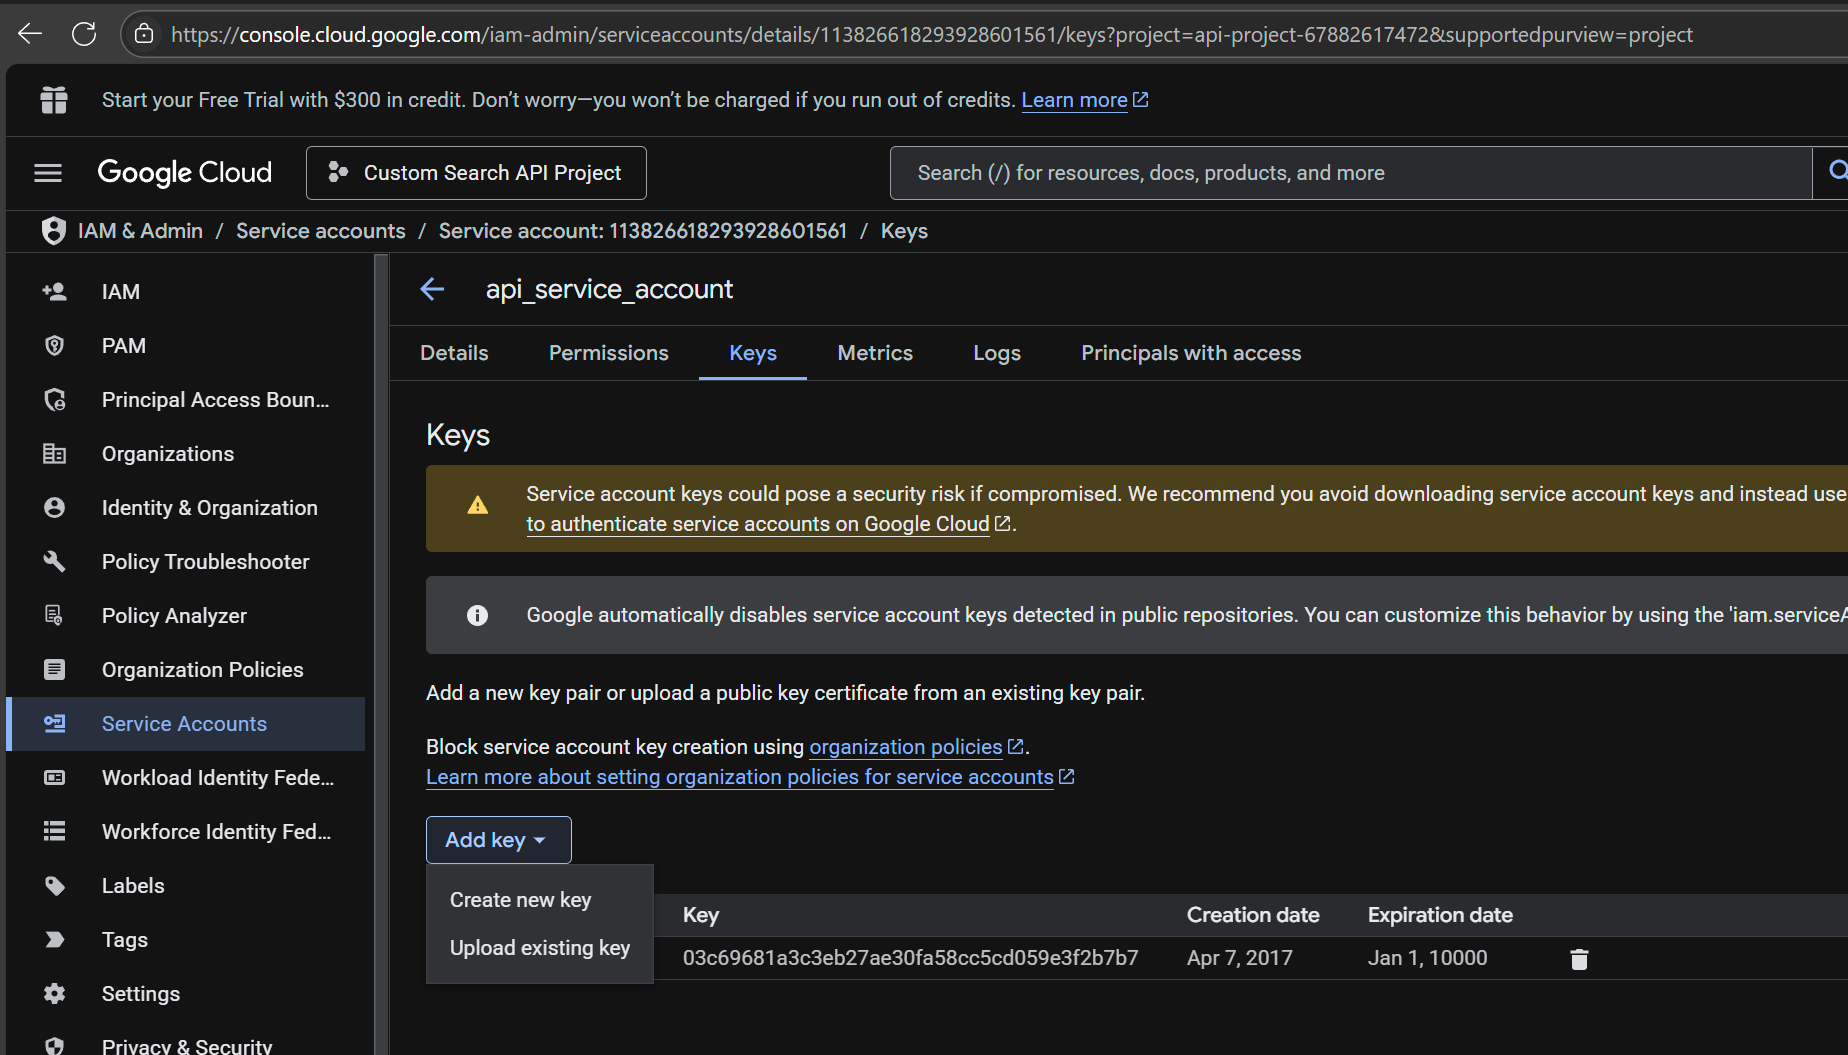 https://console.cloud.google.com/iam-admin/serviceaccounts/details/113826618293928601561/keys?project=api-project-67882617472&supportedpurview=project
Start your Free Trial with $300 in credit. Don’t worry—you won’t be charged if you run out of credits. Learn more
Google Cloud
Custom Search API Project
Search (/) for resources, docs, products, and more
IAM & Admin / Service accounts / Service account: 113826618293928601561 / Keys
IAM
PAM
Principal Access Boun...
Organizations
Identity & Organization
Policy Troubleshooter
Policy Analyzer
Organization Policies
Service Accounts
Workload Identity Fede...
Workforce Identity Fed...
Labels
Tags
Settings
Privacy & Security
api_service_account
Details Permissions Keys Metrics Logs Principals with access
Keys
Service account keys could pose a security risk if compromised. We recommend you avoid downloading service account keys and instead use
to authenticate service accounts on Google Cloud.
Google automatically disables service account keys detected in public repositories. You can customize this behavior by using the 'iam.serviceA
Add a new key pair or upload a public key certificate from an existing key pair.
Block service account key creation using organization policies.
Learn more about setting organization policies for service accounts
Add key
Create new key
Upload existing key
Key Creation date Expiration date
03c69681a3c3eb27ae30fa58cc5cd059e3f2b7b7 Apr 7, 2017 Jan 1, 10000